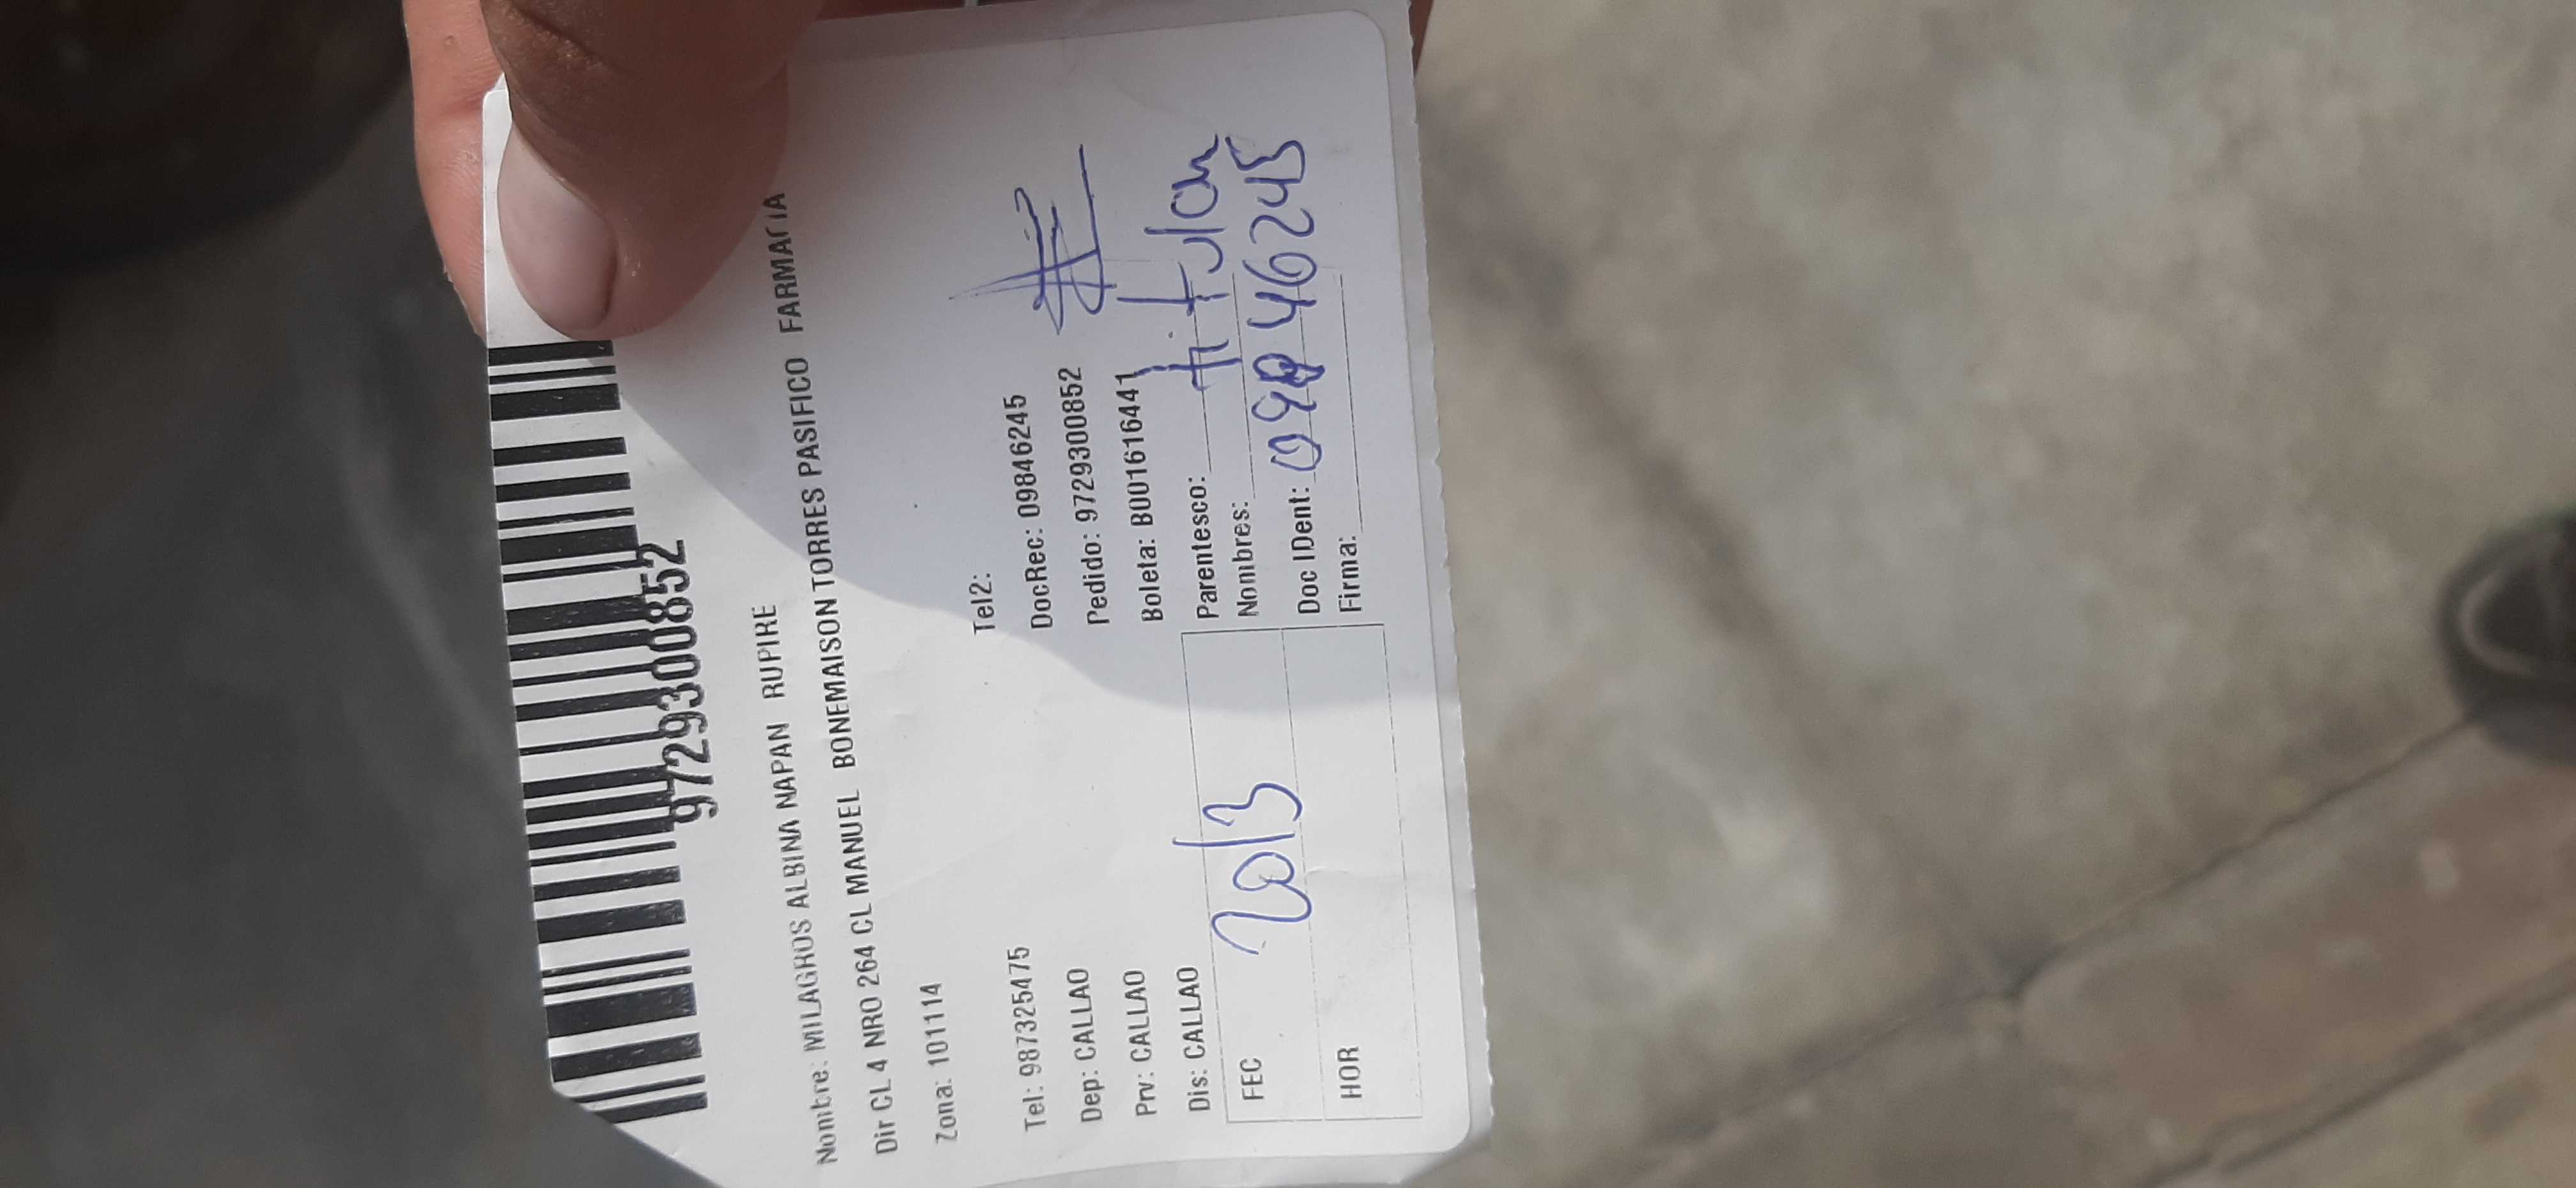 972930000852
Nombre: MILAGROS ALBINA NAPAN RUPIRE
Dir CL 4 NRO 264 CL MANUEL BONEMAISON TORRES PASIFICO FARMACIA
Zona: 101114
Tel: 987325475 Tel2:
Dep: CALLAO DocRec: 09846245
Prv: CALLAO Pedido: 97293000852
Dis: CALLAO Boleta: B001616441
FEC 20/3 Parentesco: titular
Nombres:
HOR Doc IDent: 09846245
Firma: